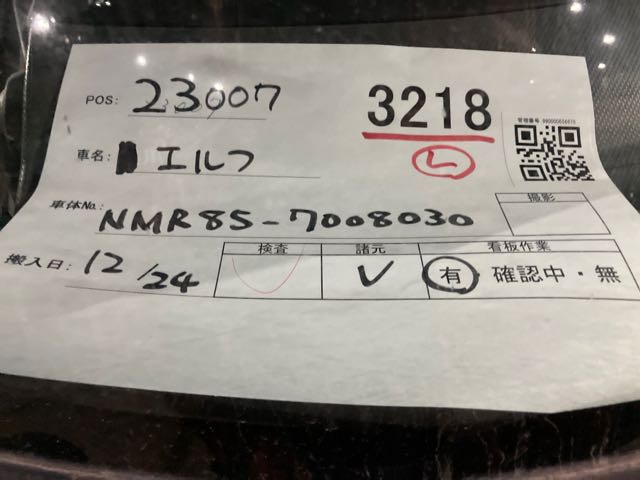 POS: 23007
3218
管理番号
車名: エルフ
レ
車体No.: NMR85-7008030
撮影
搬入日: 12/24
検査 諸元 看板作業
✓ ✓ 有 確認中・無